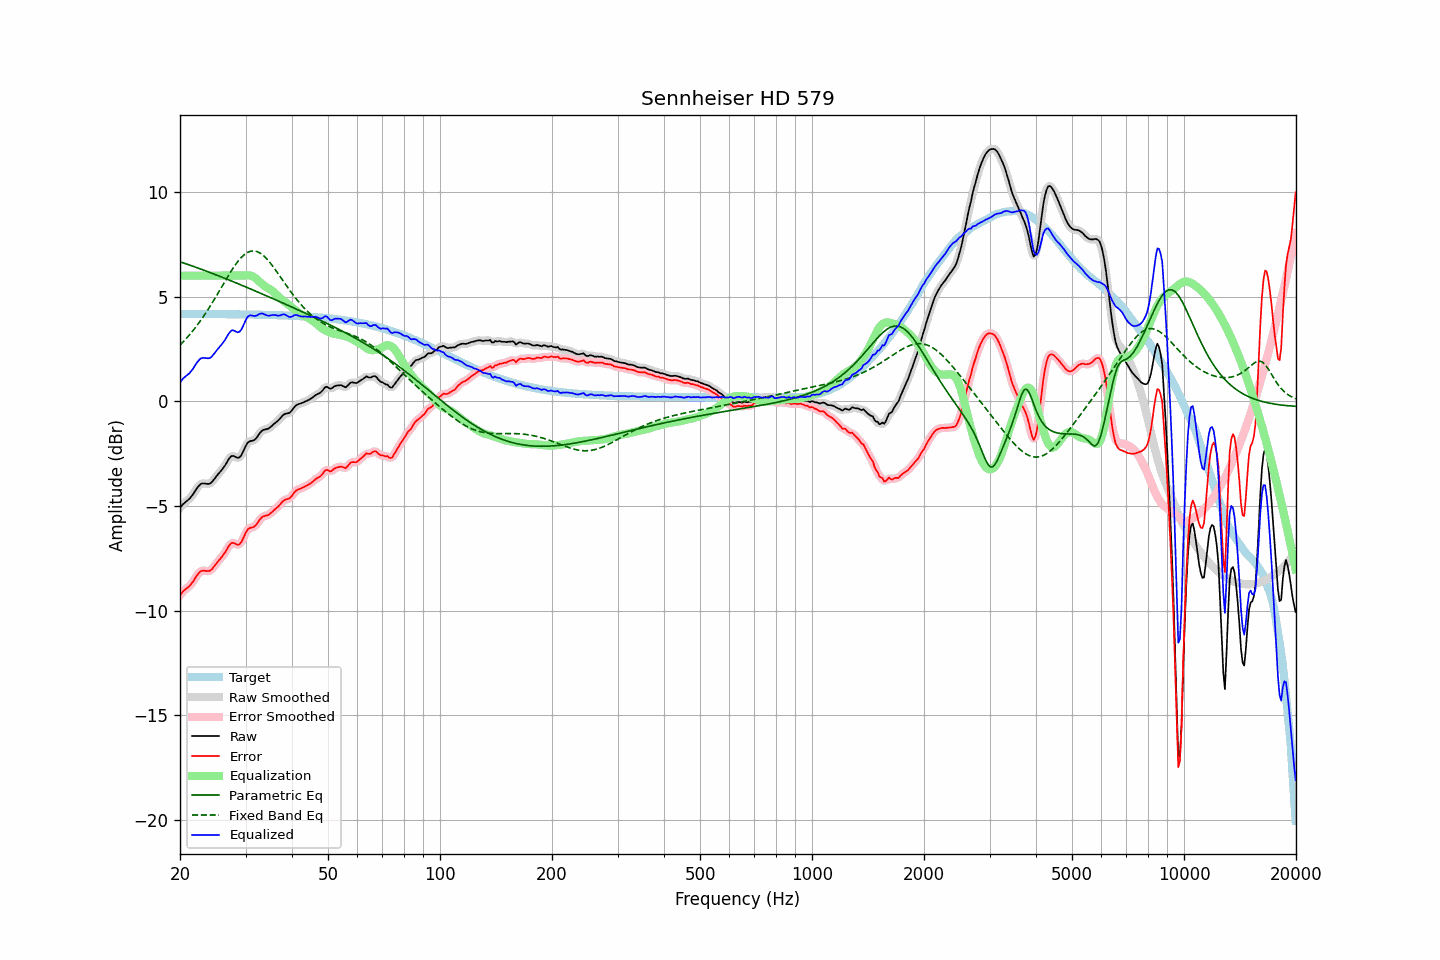 Sennheiser HD 579
Amplitude (dBr)
10
5
0
−5
−10
−15
−20
Target
Raw Smoothed
Error Smoothed
Raw
Error
Equalization
Parametric Eq
Fixed Band Eq
Equalized
20
50
100
200
500
1000
2000
5000
10000
20000
Frequency (Hz)